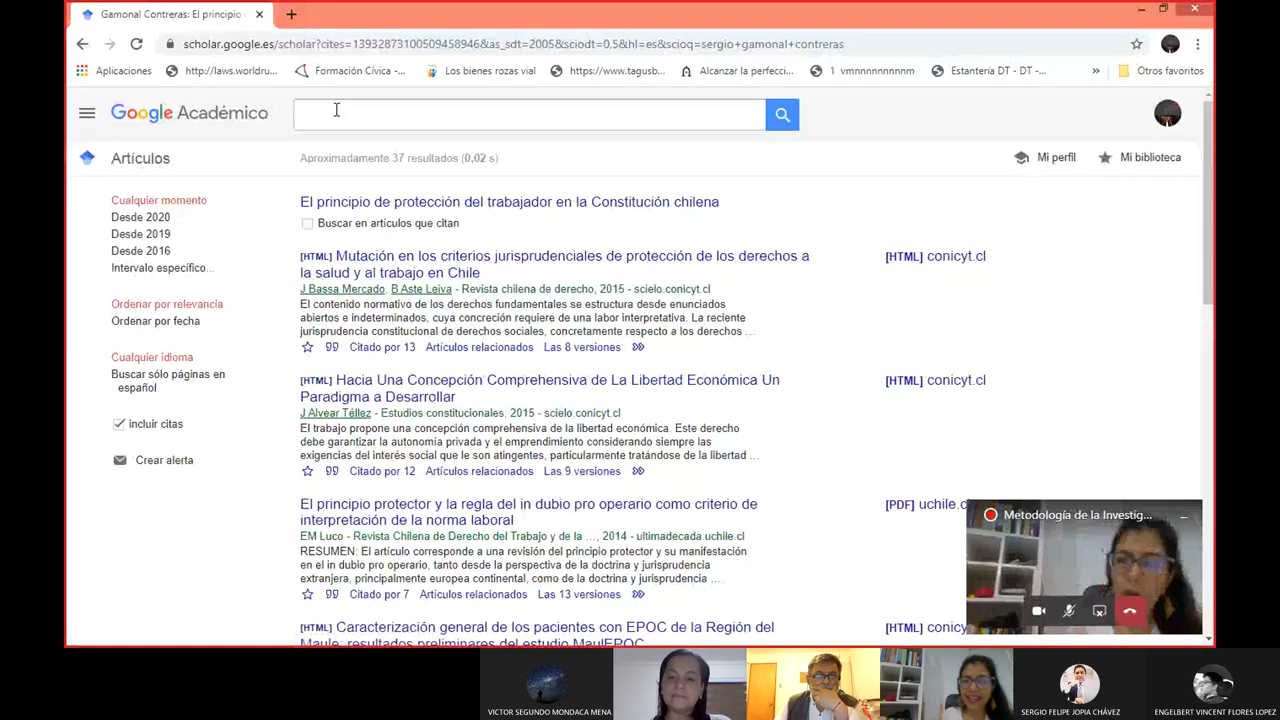 Gamonal Contreras: El principio
scholar.google.es/scholar?cites=13932873100509458946&as_sdt=2005&sciodt=0,5&hl=es&scioq=sergio+gamonal+contreras
Aplicaciones http://laws.worldru... Formación Cívica -... Los bienes rozas vial https://www.tagusb... Alcanzar la perfecci... 1 vmnnnnnnnnm Estantería DT - DT -... » Otros favoritos
Google Académico
Artículos
Aproximadamente 37 resultados (0,02 s)
Mi perfil
Mi biblioteca
Cualquier momento
Desde 2020
Desde 2019
Desde 2016
Intervalo específico...
Ordenar por relevancia
Ordenar por fecha
Cualquier idioma
Buscar sólo páginas en
español
incluir citas
Crear alerta
El principio de protección del trabajador en la Constitución chilena
Buscar en artículos que citan
[HTML] Mutación en los criterios jurisprudenciales de protección de los derechos a
la salud y al trabajo en Chile
J Bassa Mercado, B Aste Leiva - Revista chilena de derecho, 2015 - scielo.conicyt.cl
El contenido normativo de los derechos fundamentales se estructura desde enunciados
abiertos e indeterminados, cuya concreción requiere de una labor interpretativa. La reciente
jurisprudencia constitucional de derechos sociales, concretamente respecto a los derechos ...
Citado por 13 Artículos relacionados Las 8 versiones
[HTML] conicyt.cl
[HTML] Hacia Una Concepción Comprehensiva de La Libertad Económica Un
Paradigma a Desarrollar
J Alvear Téllez - Estudios constitucionales, 2015 - scielo.conicyt.cl
El trabajo propone una concepción comprehensiva de la libertad económica. Este derecho
debe garantizar la autonomía privada y el emprendimiento considerando siempre las
exigencias del interés social que le son atingentes, particularmente tratándose de la libertad ...
Citado por 12 Artículos relacionados Las 9 versiones
[HTML] conicyt.cl
El principio protector y la regla del in dubio pro operario como criterio de
interpretación de la norma laboral
EM Luco - Revista Chilena de Derecho del Trabajo y de la ..., 2014 - ultimadecada.uchile.cl
RESUMEN: El artículo corresponde a una revisión del principio protector y su manifestación
en el in dubio pro operario, tanto desde la perspectiva de la doctrina y jurisprudencia
extranjera, principalmente europea continental, como de la doctrina y jurisprudencia ...
Citado por 7 Artículos relacionados Las 13 versiones
[PDF] uchile.c
[HTML] Caracterización general de los pacientes con EPOC de la Región del
Maule: resultados preliminares del estudio MaulEPOC
[HTML] conicy
Metodología de la Investig...
VICTOR SEGUNDO MONDACA MENA
SERGIO FELIPE JOPIA CHÁVEZ
ENGELBERT VINCENT FLORES LOPEZ